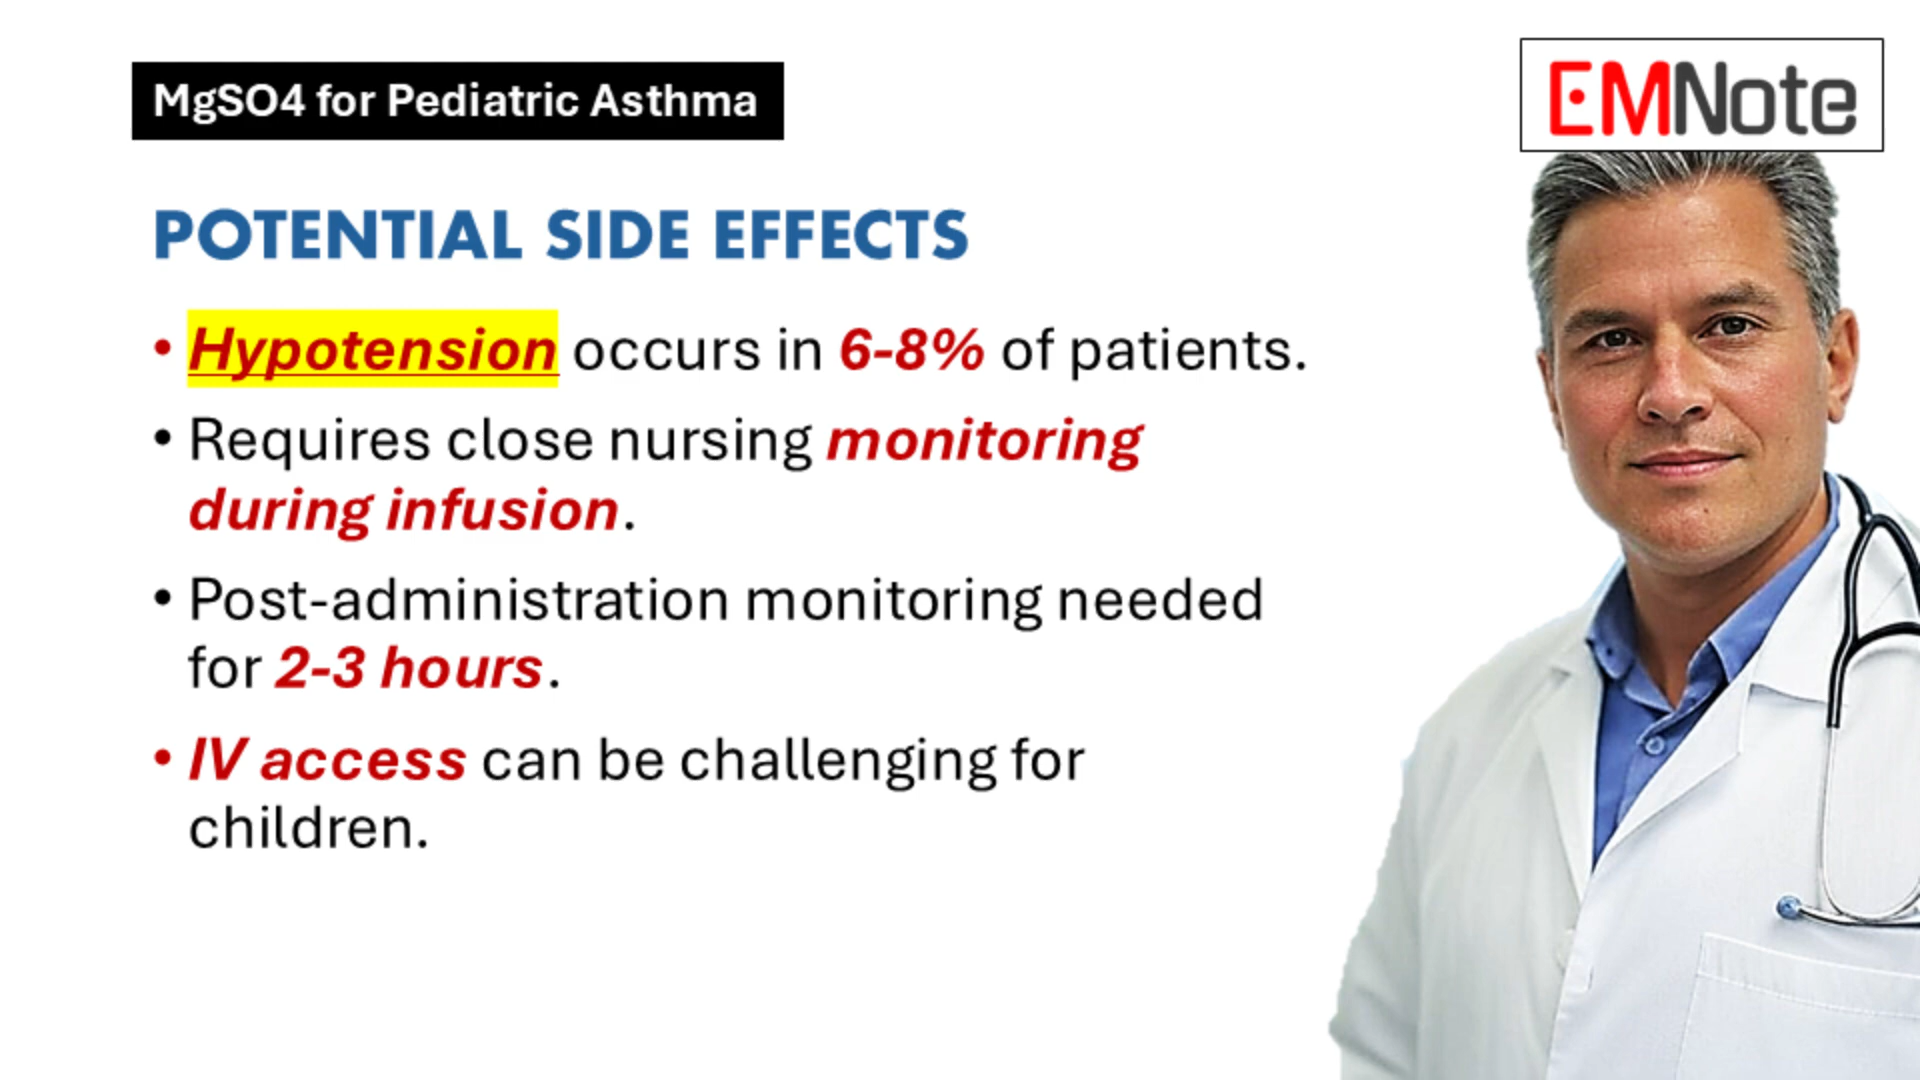 MgSO4 for Pediatric Asthma
EMNote
POTENTIAL SIDE EFFECTS
• Hypotension occurs in 6-8% of patients.
• Requires close nursing monitoring
during infusion.
• Post-administration monitoring needed
for 2-3 hours.
• IV access can be challenging for
children.